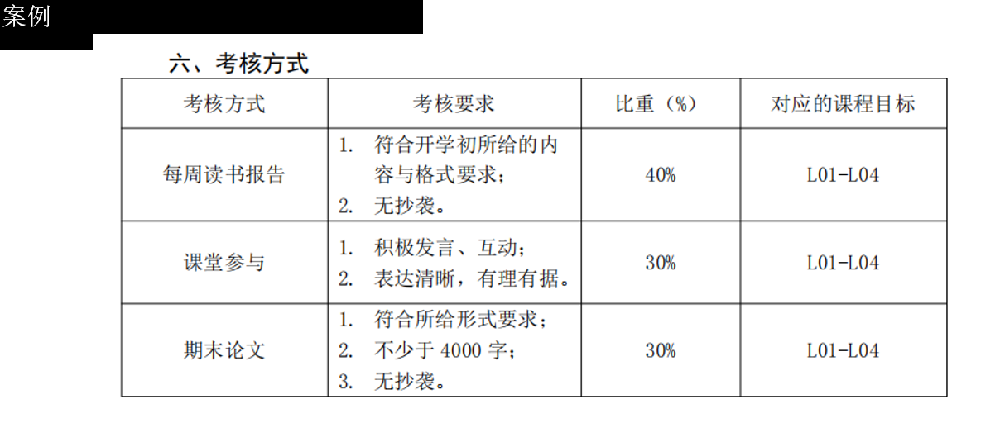 案例
六、考核方式
考核方式 考核要求 比重（%） 对应的课程目标
每周读书报告
1. 符合开学初所给的内
容与格式要求；
2. 无抄袭。
40% L01-L04
课堂参与
1. 积极发言、互动；
2. 表达清晰，有理有据。
30% L01-L04
期末论文
1. 符合所给形式要求；
2. 不少于 4000 字；
3. 无抄袭。
30% L01-L04